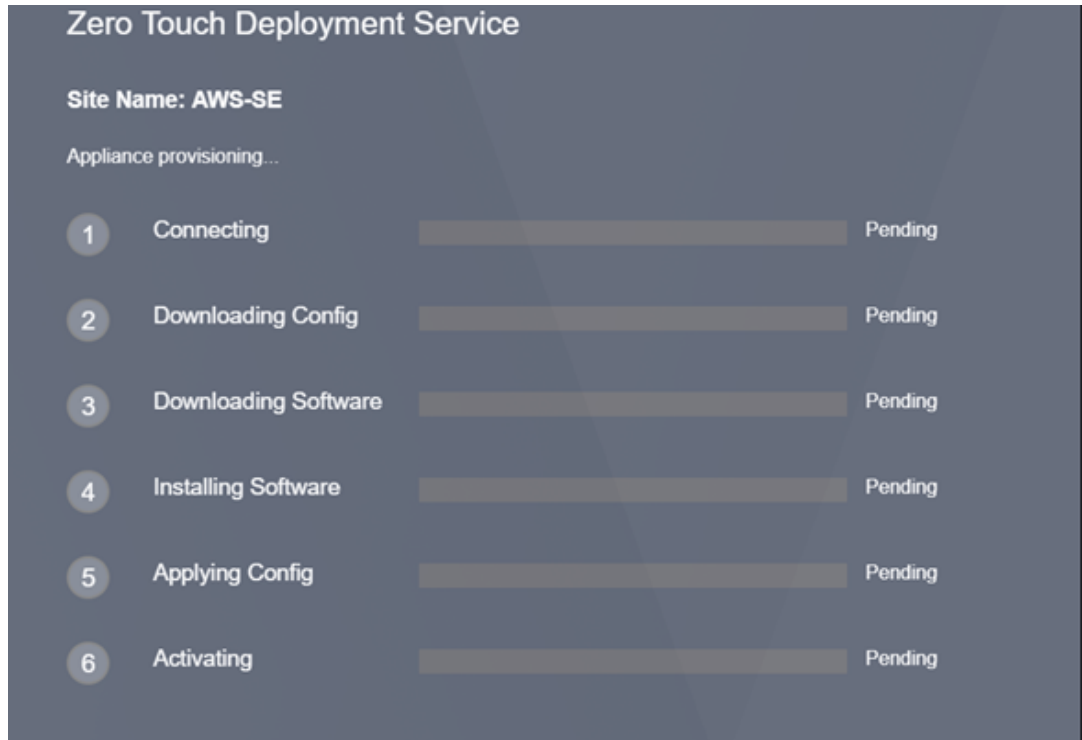 Zero Touch Deployment Service
Site Name: AWS-SE
Appliance provisioning...
1 Connecting Pending
2 Downloading Config Pending
3 Downloading Software Pending
4 Installing Software Pending
5 Applying Config Pending
6 Activating Pending